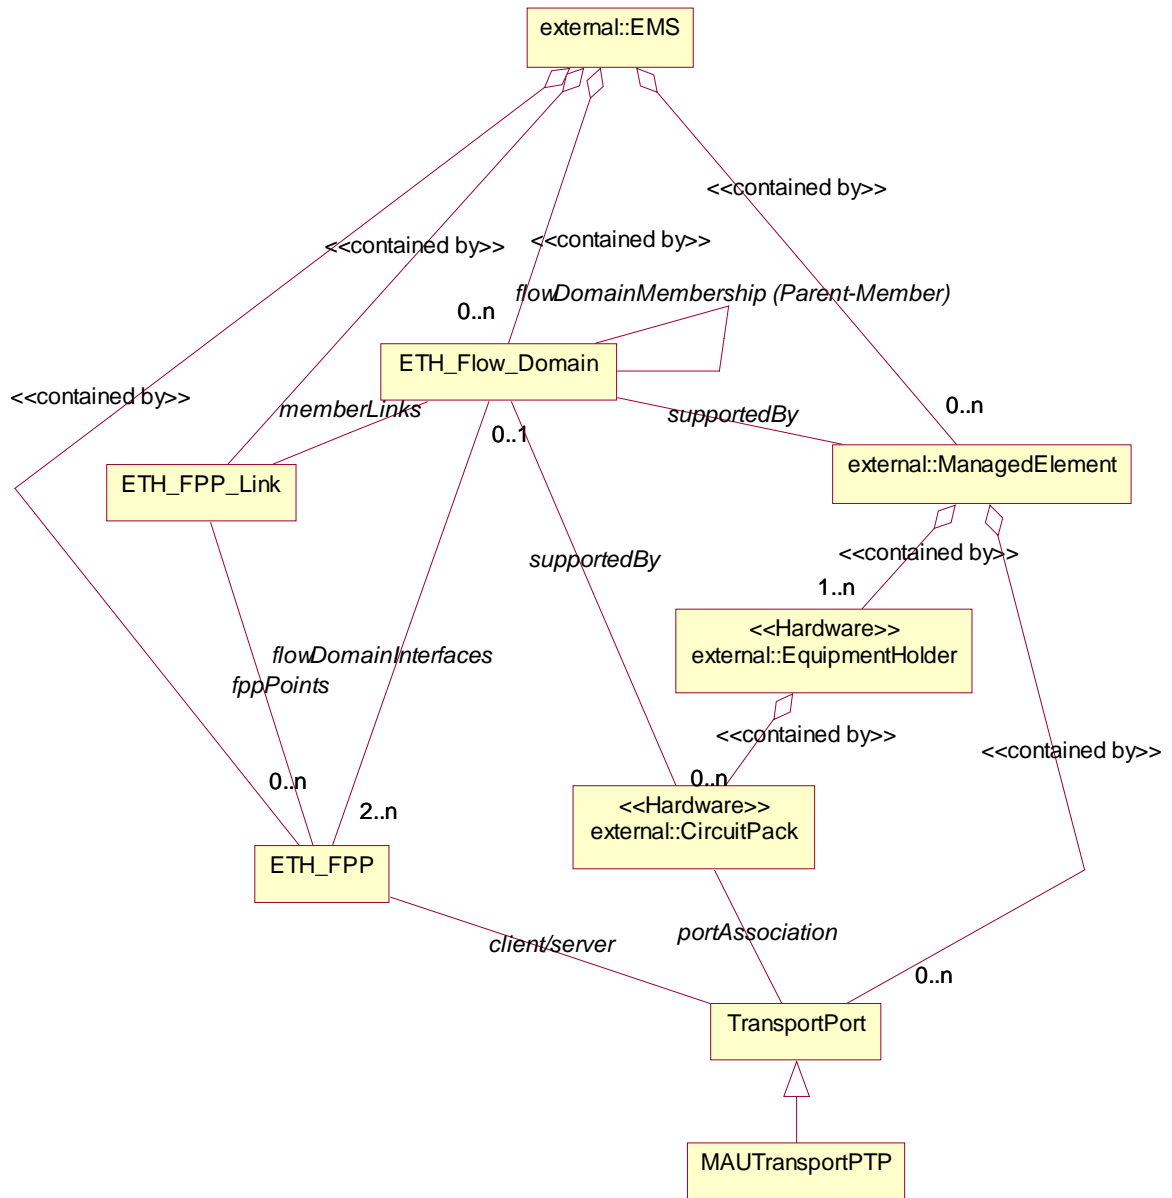 external::EMS
<<contained by>>
<<contained by>>
<<contained by>>
flowDomainMembership (Parent-Member)
0..n
ETH_Flow_Domain
<<contained by>>
memberLinks
0..n
supportedBy
0..1
external::ManagedElement
ETH_FPP_Link
<<contained by>>
supportedBy
1..n
<<Hardware>>
external::EquipmentHolder
flowDomainInterfaces
fppPoints
<<contained by>>
<<contained by>>
0..n
0..n
2..n
<<Hardware>>
external::CircuitPack
ETH_FPP
client/server
portAssociation
0..n
TransportPort
MAUTransportPTP